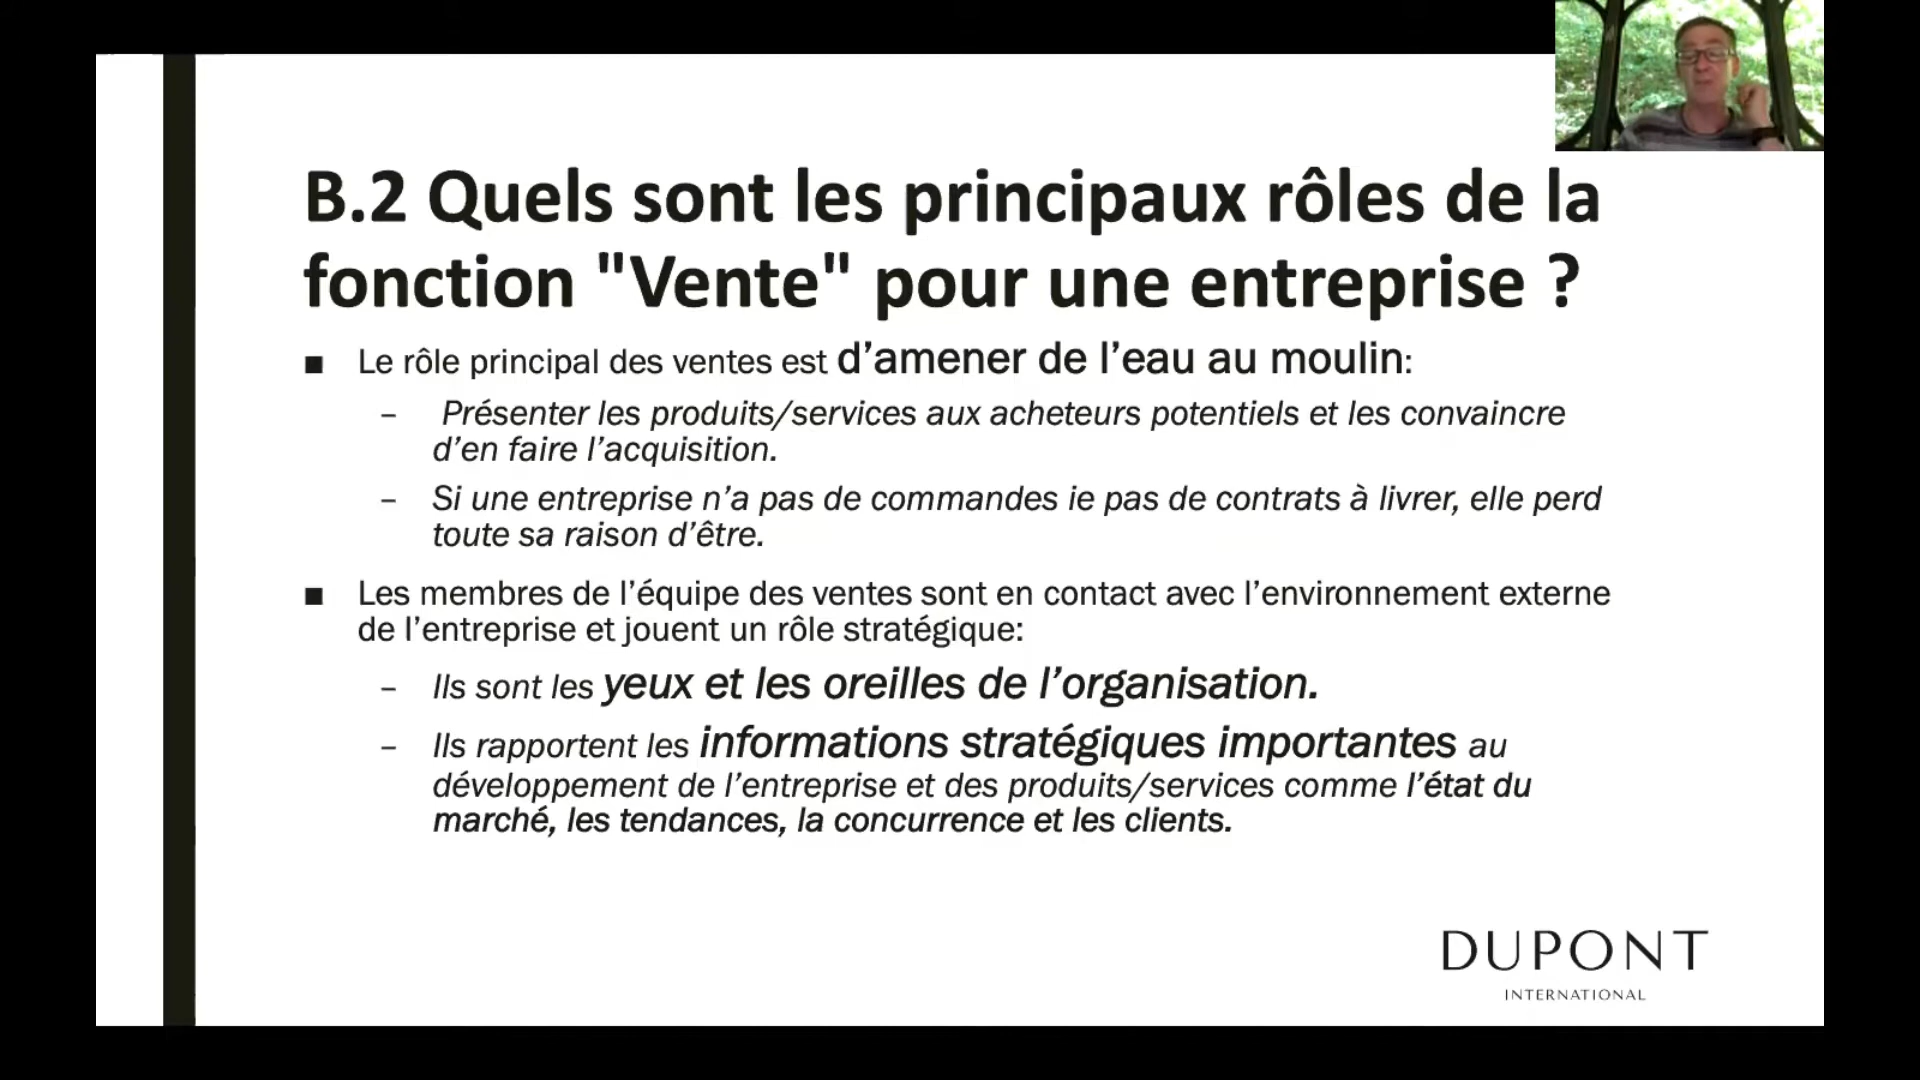 B.2 Quels sont les principaux rôles de la
fonction "Vente" pour une entreprise ?
■ Le rôle principal des ventes est d’amener de l’eau au moulin:
– Présenter les produits/services aux acheteurs potentiels et les convaincre
d’en faire l’acquisition.
– Si une entreprise n’a pas de commandes ie pas de contrats à livrer, elle perd
toute sa raison d’être.
■ Les membres de l’équipe des ventes sont en contact avec l’environnement externe
de l’entreprise et jouent un rôle stratégique:
– Ils sont les yeux et les oreilles de l’organisation.
– Ils rapportent les informations stratégiques importantes au
développement de l’entreprise et des produits/services comme l’état du
marché, les tendances, la concurrence et les clients.
DUPONT
INTERNATIONAL